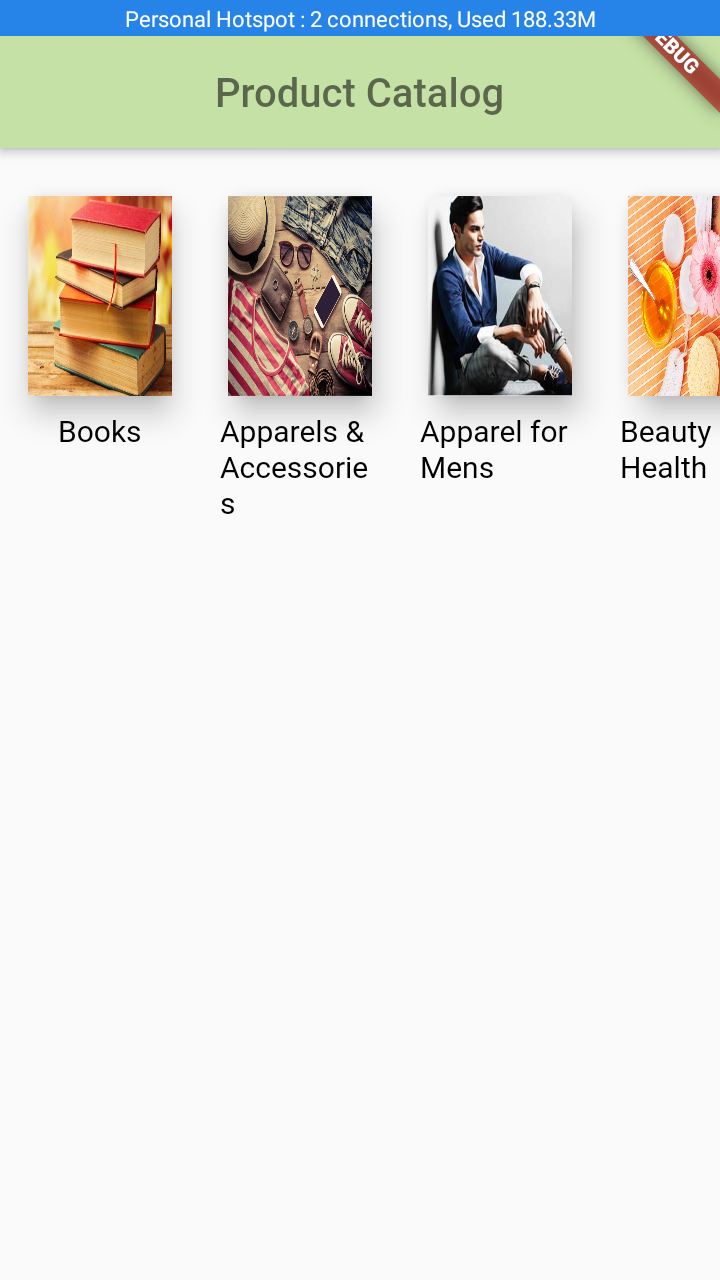 Personal Hotspot : 2 connections, Used 188.33M
EBUG
Product Catalog
Books
Apparels &
Accessorie
s
Apparel for
Mens
Beauty
Health